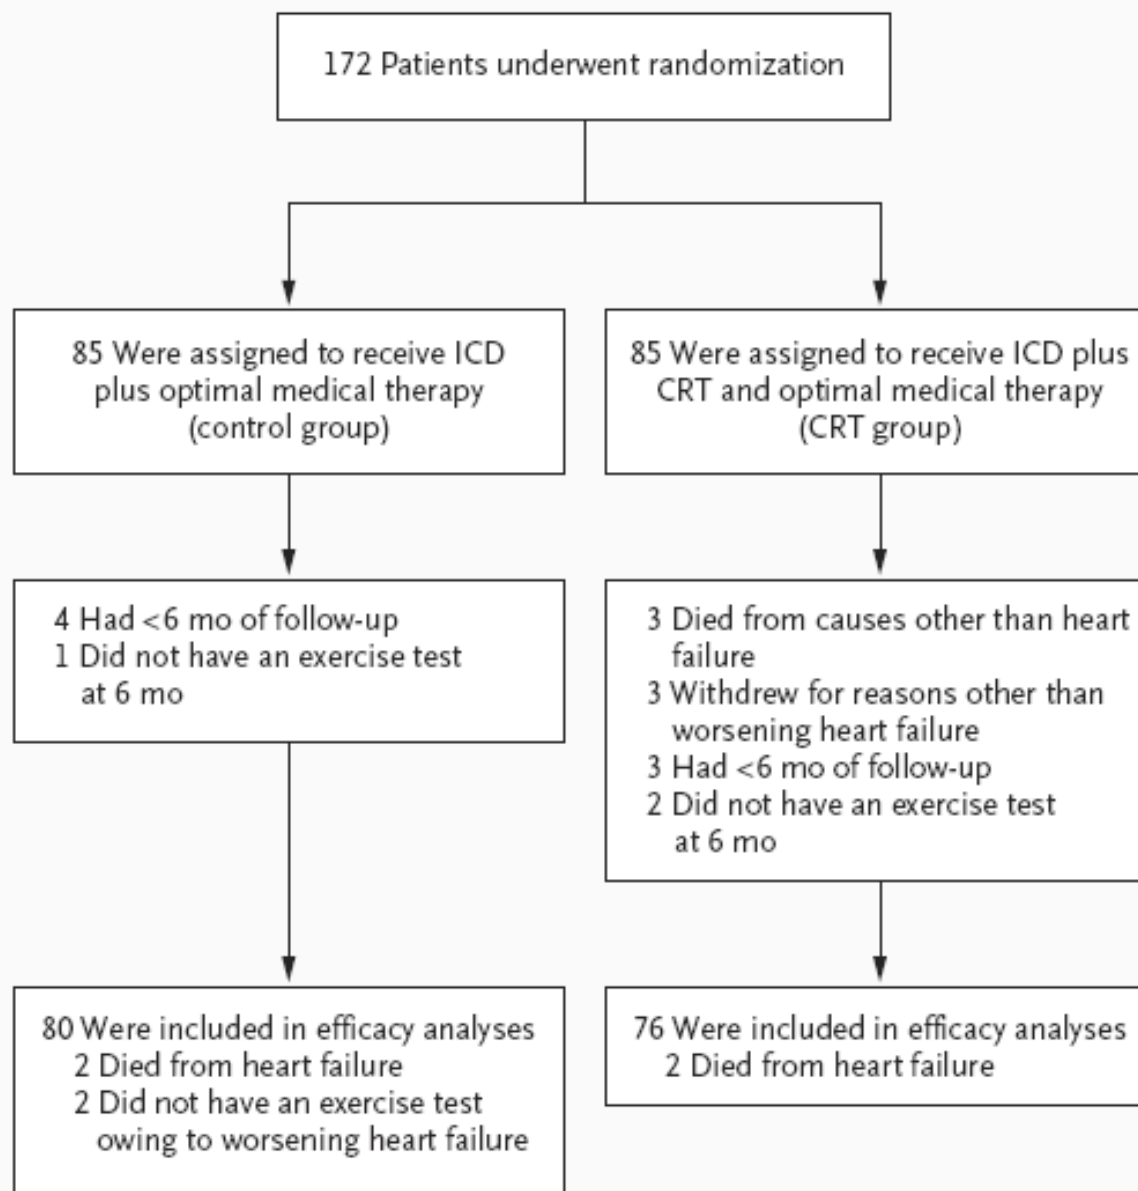 172 Patients underwent randomization
85 Were assigned to receive ICD
plus optimal medical therapy
(control group)
85 Were assigned to receive ICD plus
CRT and optimal medical therapy
(CRT group)
4 Had <6 mo of follow-up
1 Did not have an exercise test
at 6 mo
3 Died from causes other than heart
failure
3 Withdrew for reasons other than
worsening heart failure
3 Had <6 mo of follow-up
2 Did not have an exercise test
at 6 mo
80 Were included in efficacy analyses
2 Died from heart failure
2 Did not have an exercise test
owing to worsening heart failure
76 Were included in efficacy analyses
2 Died from heart failure